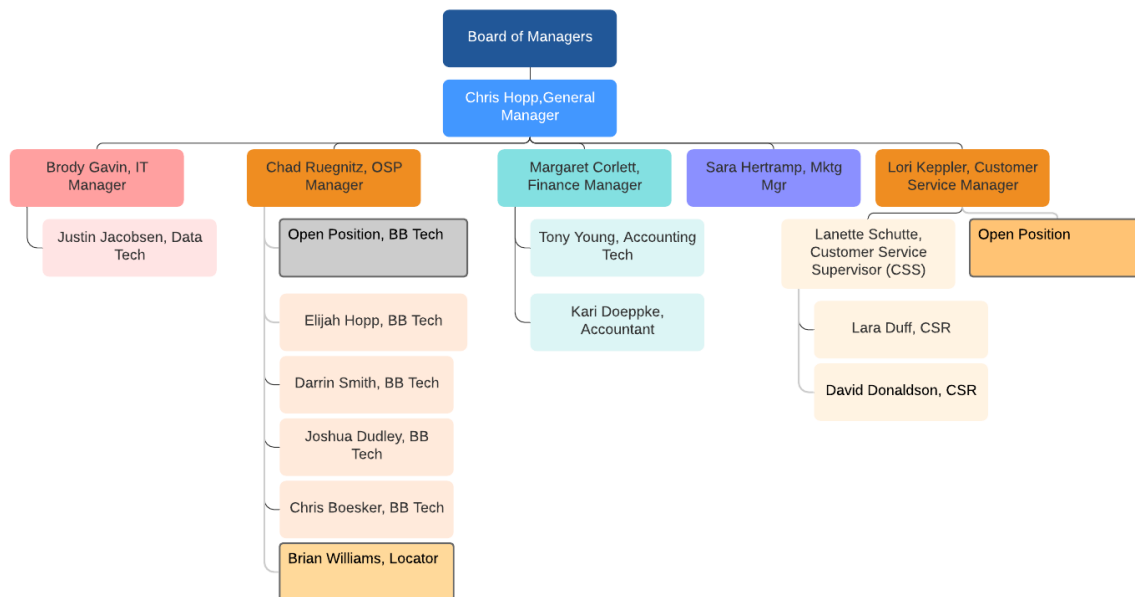 Board of Managers
Chris Hopp,General
Manager
Brody Gavin, IT
Manager
Chad Ruegnitz, OSP
Manager
Margaret Corlett,
Finance Manager
Sara Hertramp, Mktg
Mgr
Lori Keppler, Customer
Service Manager
Justin Jacobsen, Data
Tech
Open Position, BB Tech
Elijah Hopp, BB Tech
Darrin Smith, BB Tech
Joshua Dudley, BB
Tech
Chris Boesker, BB Tech
Brian Williams, Locator
Tony Young, Accounting
Tech
Kari Doeppke,
Accountant
Lanette Schutte,
Customer Service
Supervisor (CSS)
Open Position
Lara Duff, CSR
David Donaldson, CSR